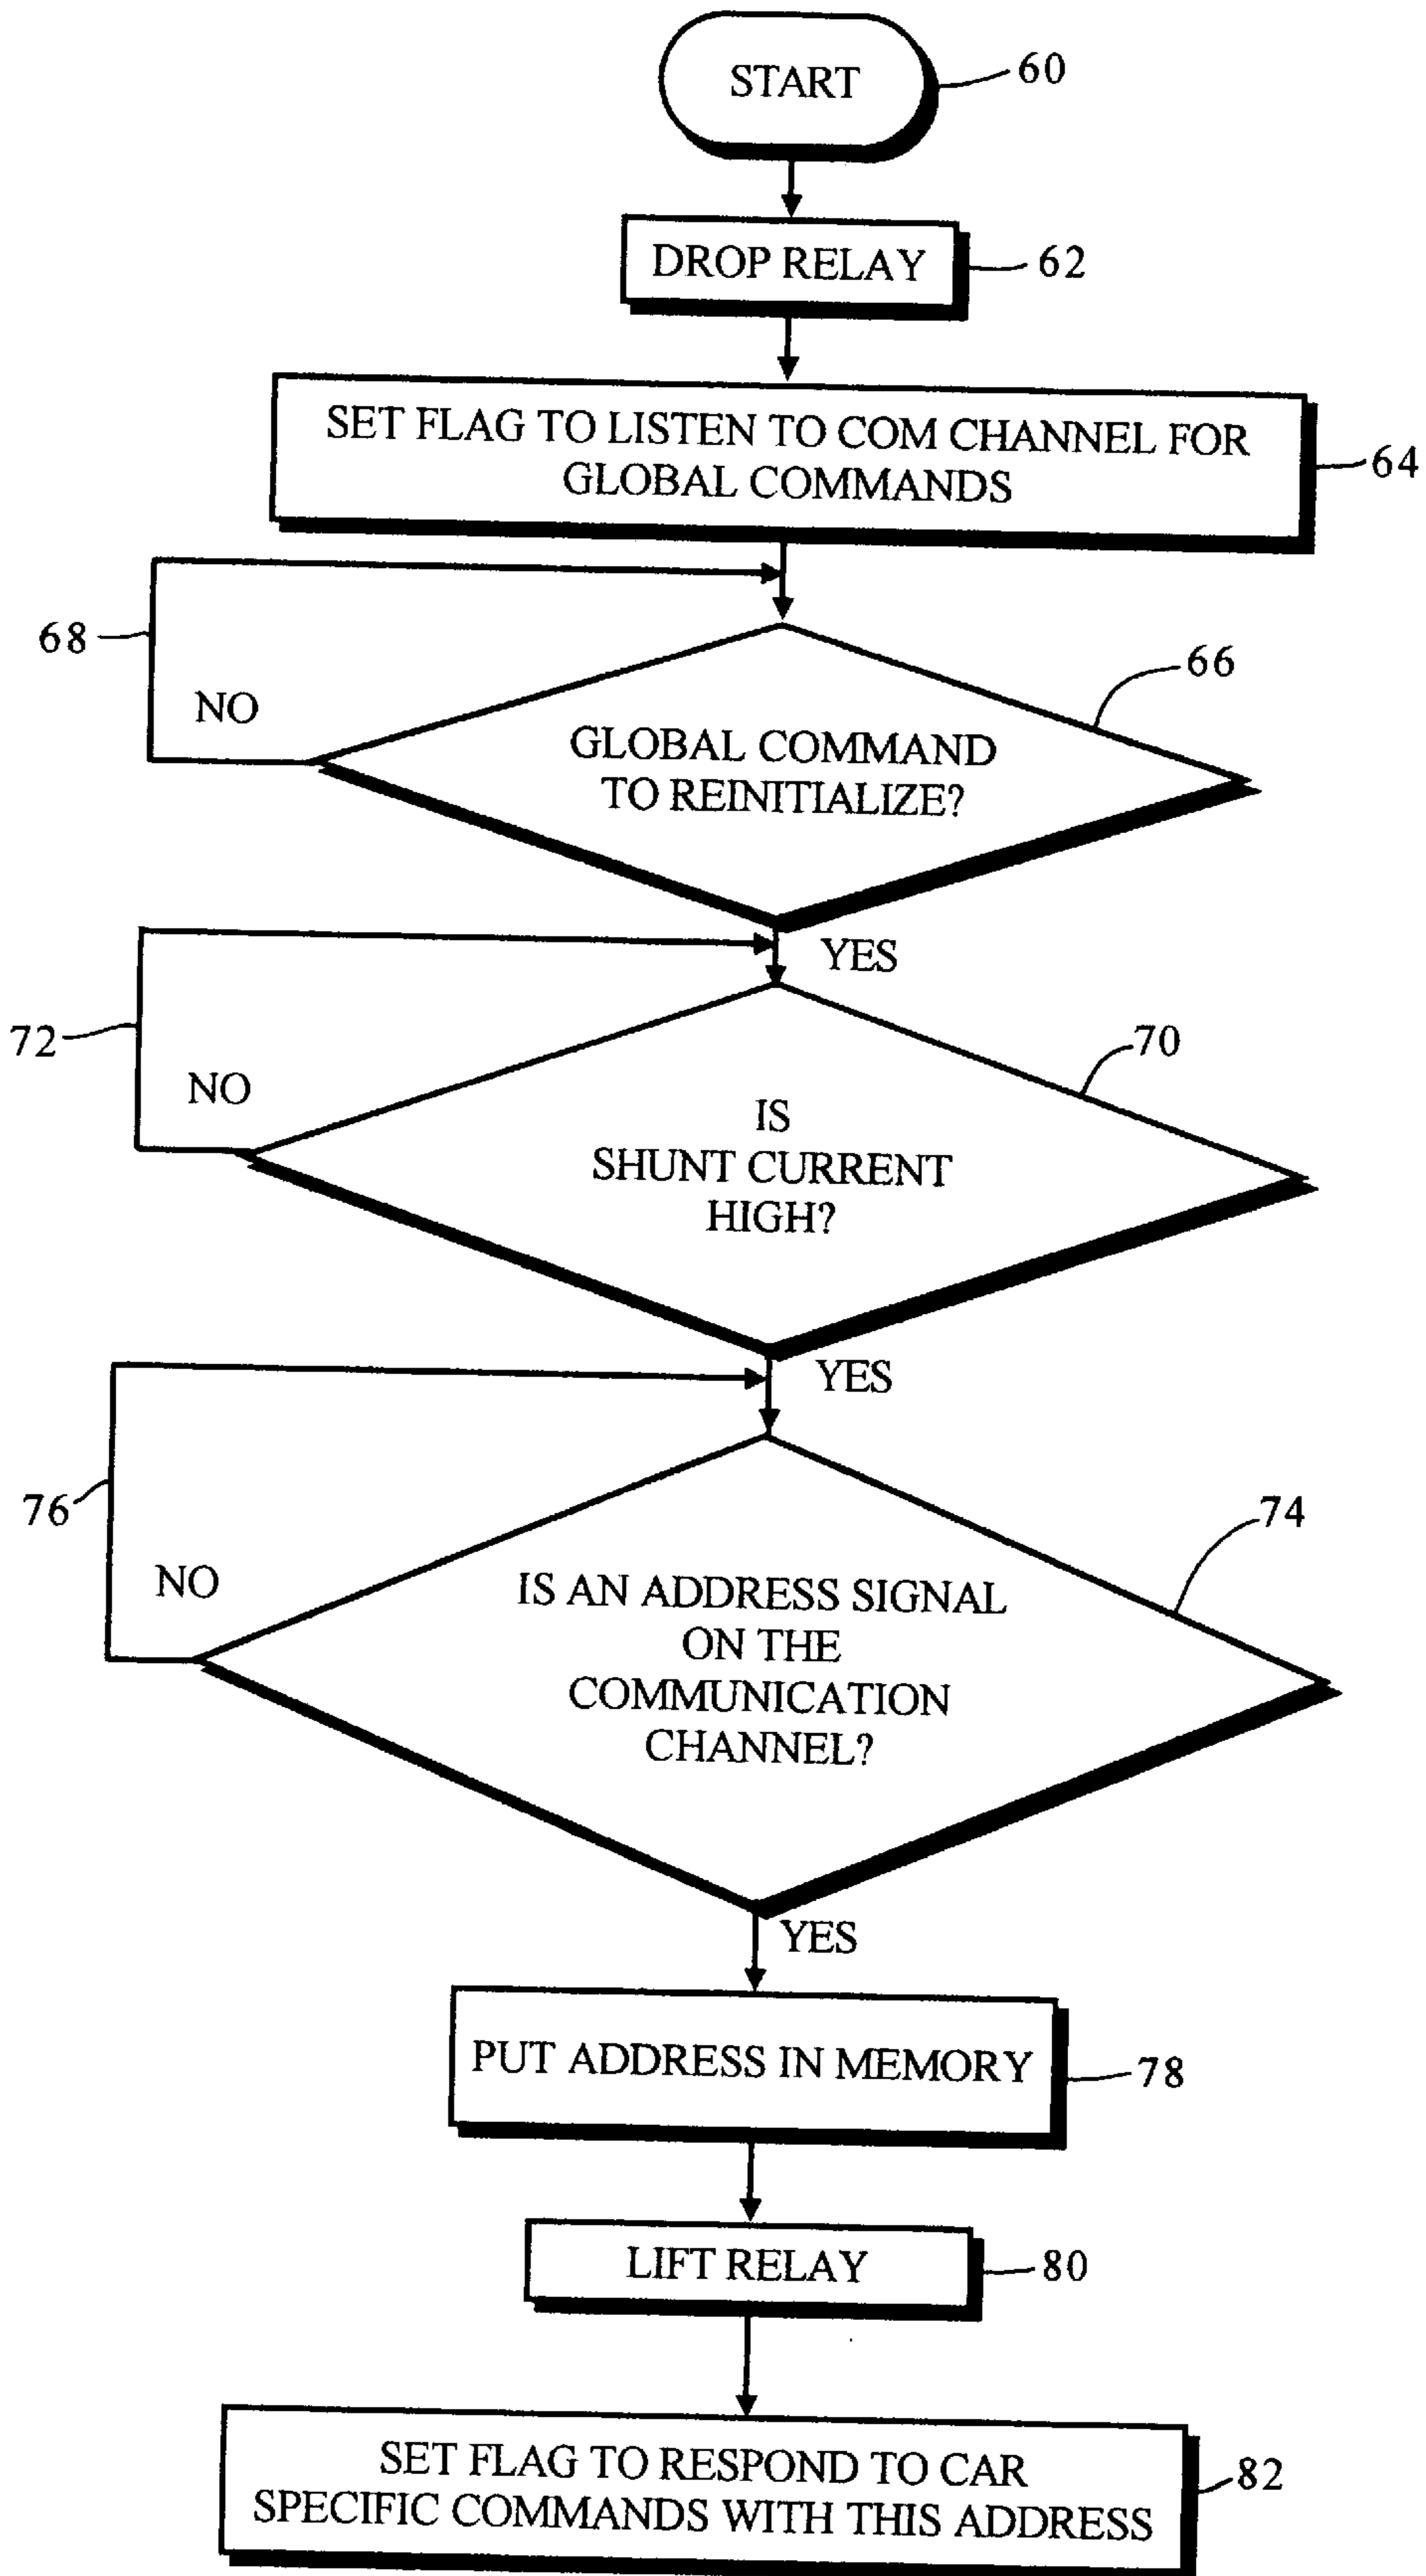 START
60
DROP RELAY
62
SET FLAG TO LISTEN TO COM CHANNEL FOR
GLOBAL COMMANDS
64
68
NO
66
GLOBAL COMMAND
TO REINITIALIZE?
YES
72
NO
70
IS
SHUNT CURRENT
HIGH?
YES
76
NO
74
IS AN ADDRESS SIGNAL
ON THE
COMMUNICATION
CHANNEL?
YES
PUT ADDRESS IN MEMORY
78
LIFT RELAY
80
SET FLAG TO RESPOND TO CAR
SPECIFIC COMMANDS WITH THIS ADDRESS
82